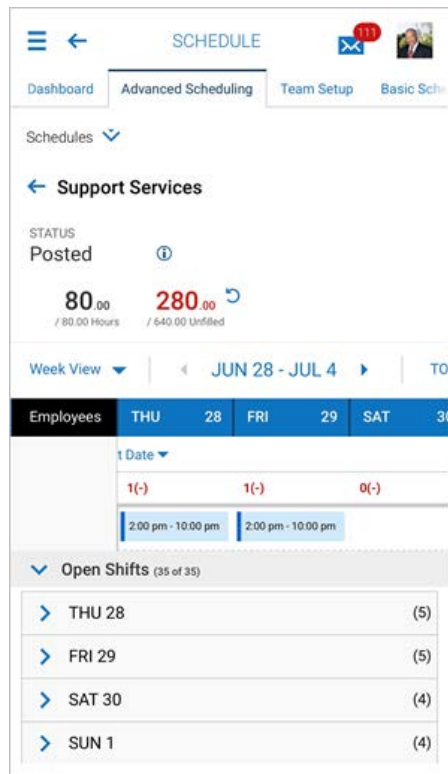 SCHEDULE 111
Dashboard Advanced Scheduling Team Setup Basic Sch
Schedules
Support Services
STATUS
Posted
80.00 280.00
/ 80.00 Hours / 640.00 Unfilled
Week View JUN 28 - JUL 4 TO
Employees THU 28 FRI 29 SAT 30
t Date
1(-) 1(-) 0(-)
2:00 pm - 10:00 pm 2:00 pm - 10:00 pm
Open Shifts (35 of 35)
THU 28 (5)
FRI 29 (5)
SAT 30 (4)
SUN 1 (4)